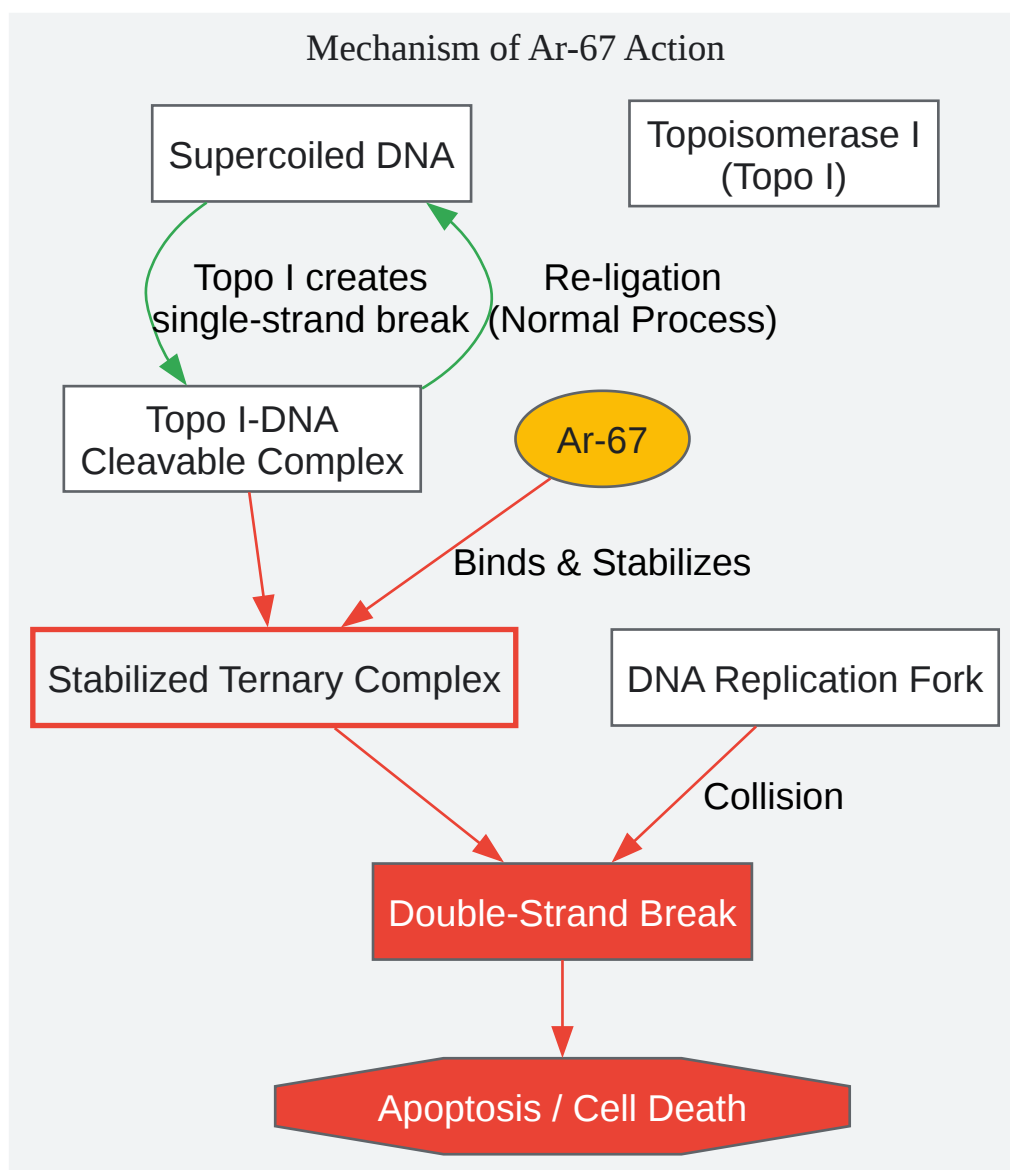 Mechanism of Ar-67 Action
Supercoiled DNA
Topoisomerase I
(Topo I)
Topo I creates
single-strand break
Re-ligation
(Normal Process)
Topo I-DNA
Cleavable Complex
Ar-67
Binds & Stabilizes
Stabilized Ternary Complex
DNA Replication Fork
Collision
Double-Strand Break
Apoptosis / Cell Death